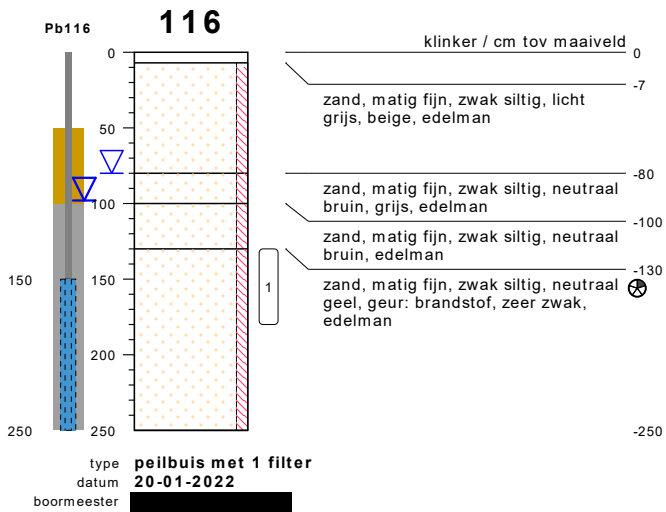 116
Pb116
klinker / cm tov maaiveld
0
0
-7
zand, matig fijn, zwak siltig, licht
grijs, beige, edelman
50
-80
zand, matig fijn, zwak siltig, neutraal
bruin, grijs, edelman
100
-100
zand, matig fijn, zwak siltig, neutraal
bruin, edelman
-130
150
150
1
zand, matig fijn, zwak siltig, neutraal
geel, geur: brandstof, zeer zwak,
edelman
200
250
250
-250
type peilbuis met 1 filter
datum 20-01-2022
boormeester